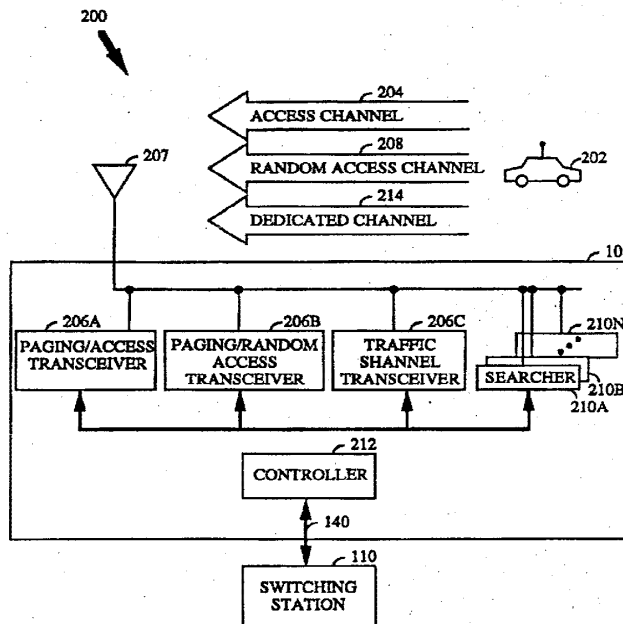 200
204
ACCESS CHANNEL
207
208
RANDOM ACCESS CHANNEL
202
214
DEDICATED CHANNEL
10
206A
PAGING/ACCESS
TRANSCEIVER
206B
PAGING/RANDOM
ACCESS
TRANSCEIVER
206C
TRAFFIC
SHANNEL
TRANSCEIVER
210N
SEARCHER
210B
210A
212
CONTROLLER
140
110
SWITCHING
STATION